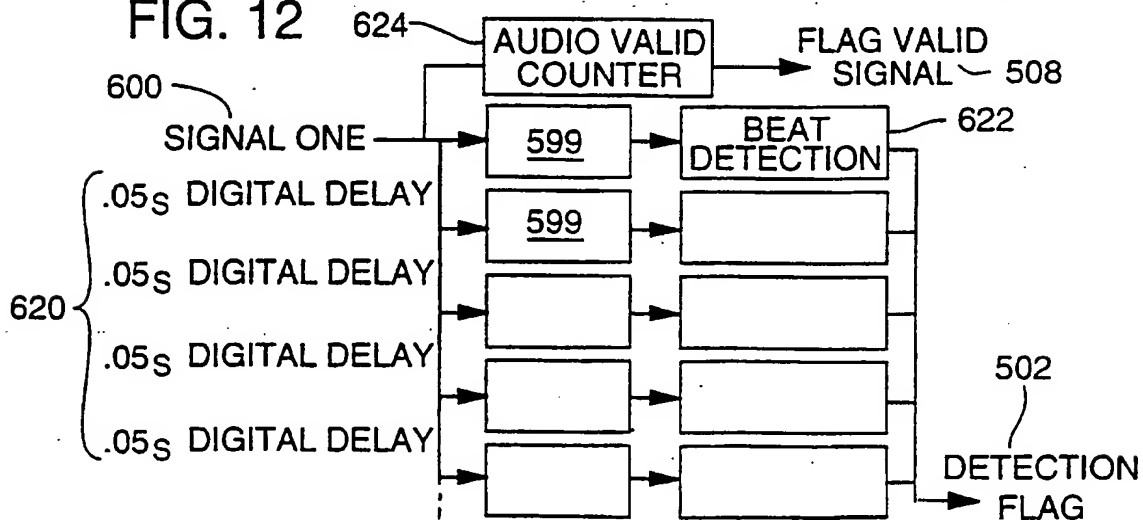 FIG. 12
624
AUDIO VALID
COUNTER
FLAG VALID
SIGNAL
508
600
SIGNAL ONE
599
BEAT
DETECTION
622
.05s DIGITAL DELAY
599
.05s DIGITAL DELAY
620
.05s DIGITAL DELAY
502
.05s DIGITAL DELAY
DETECTION
FLAG